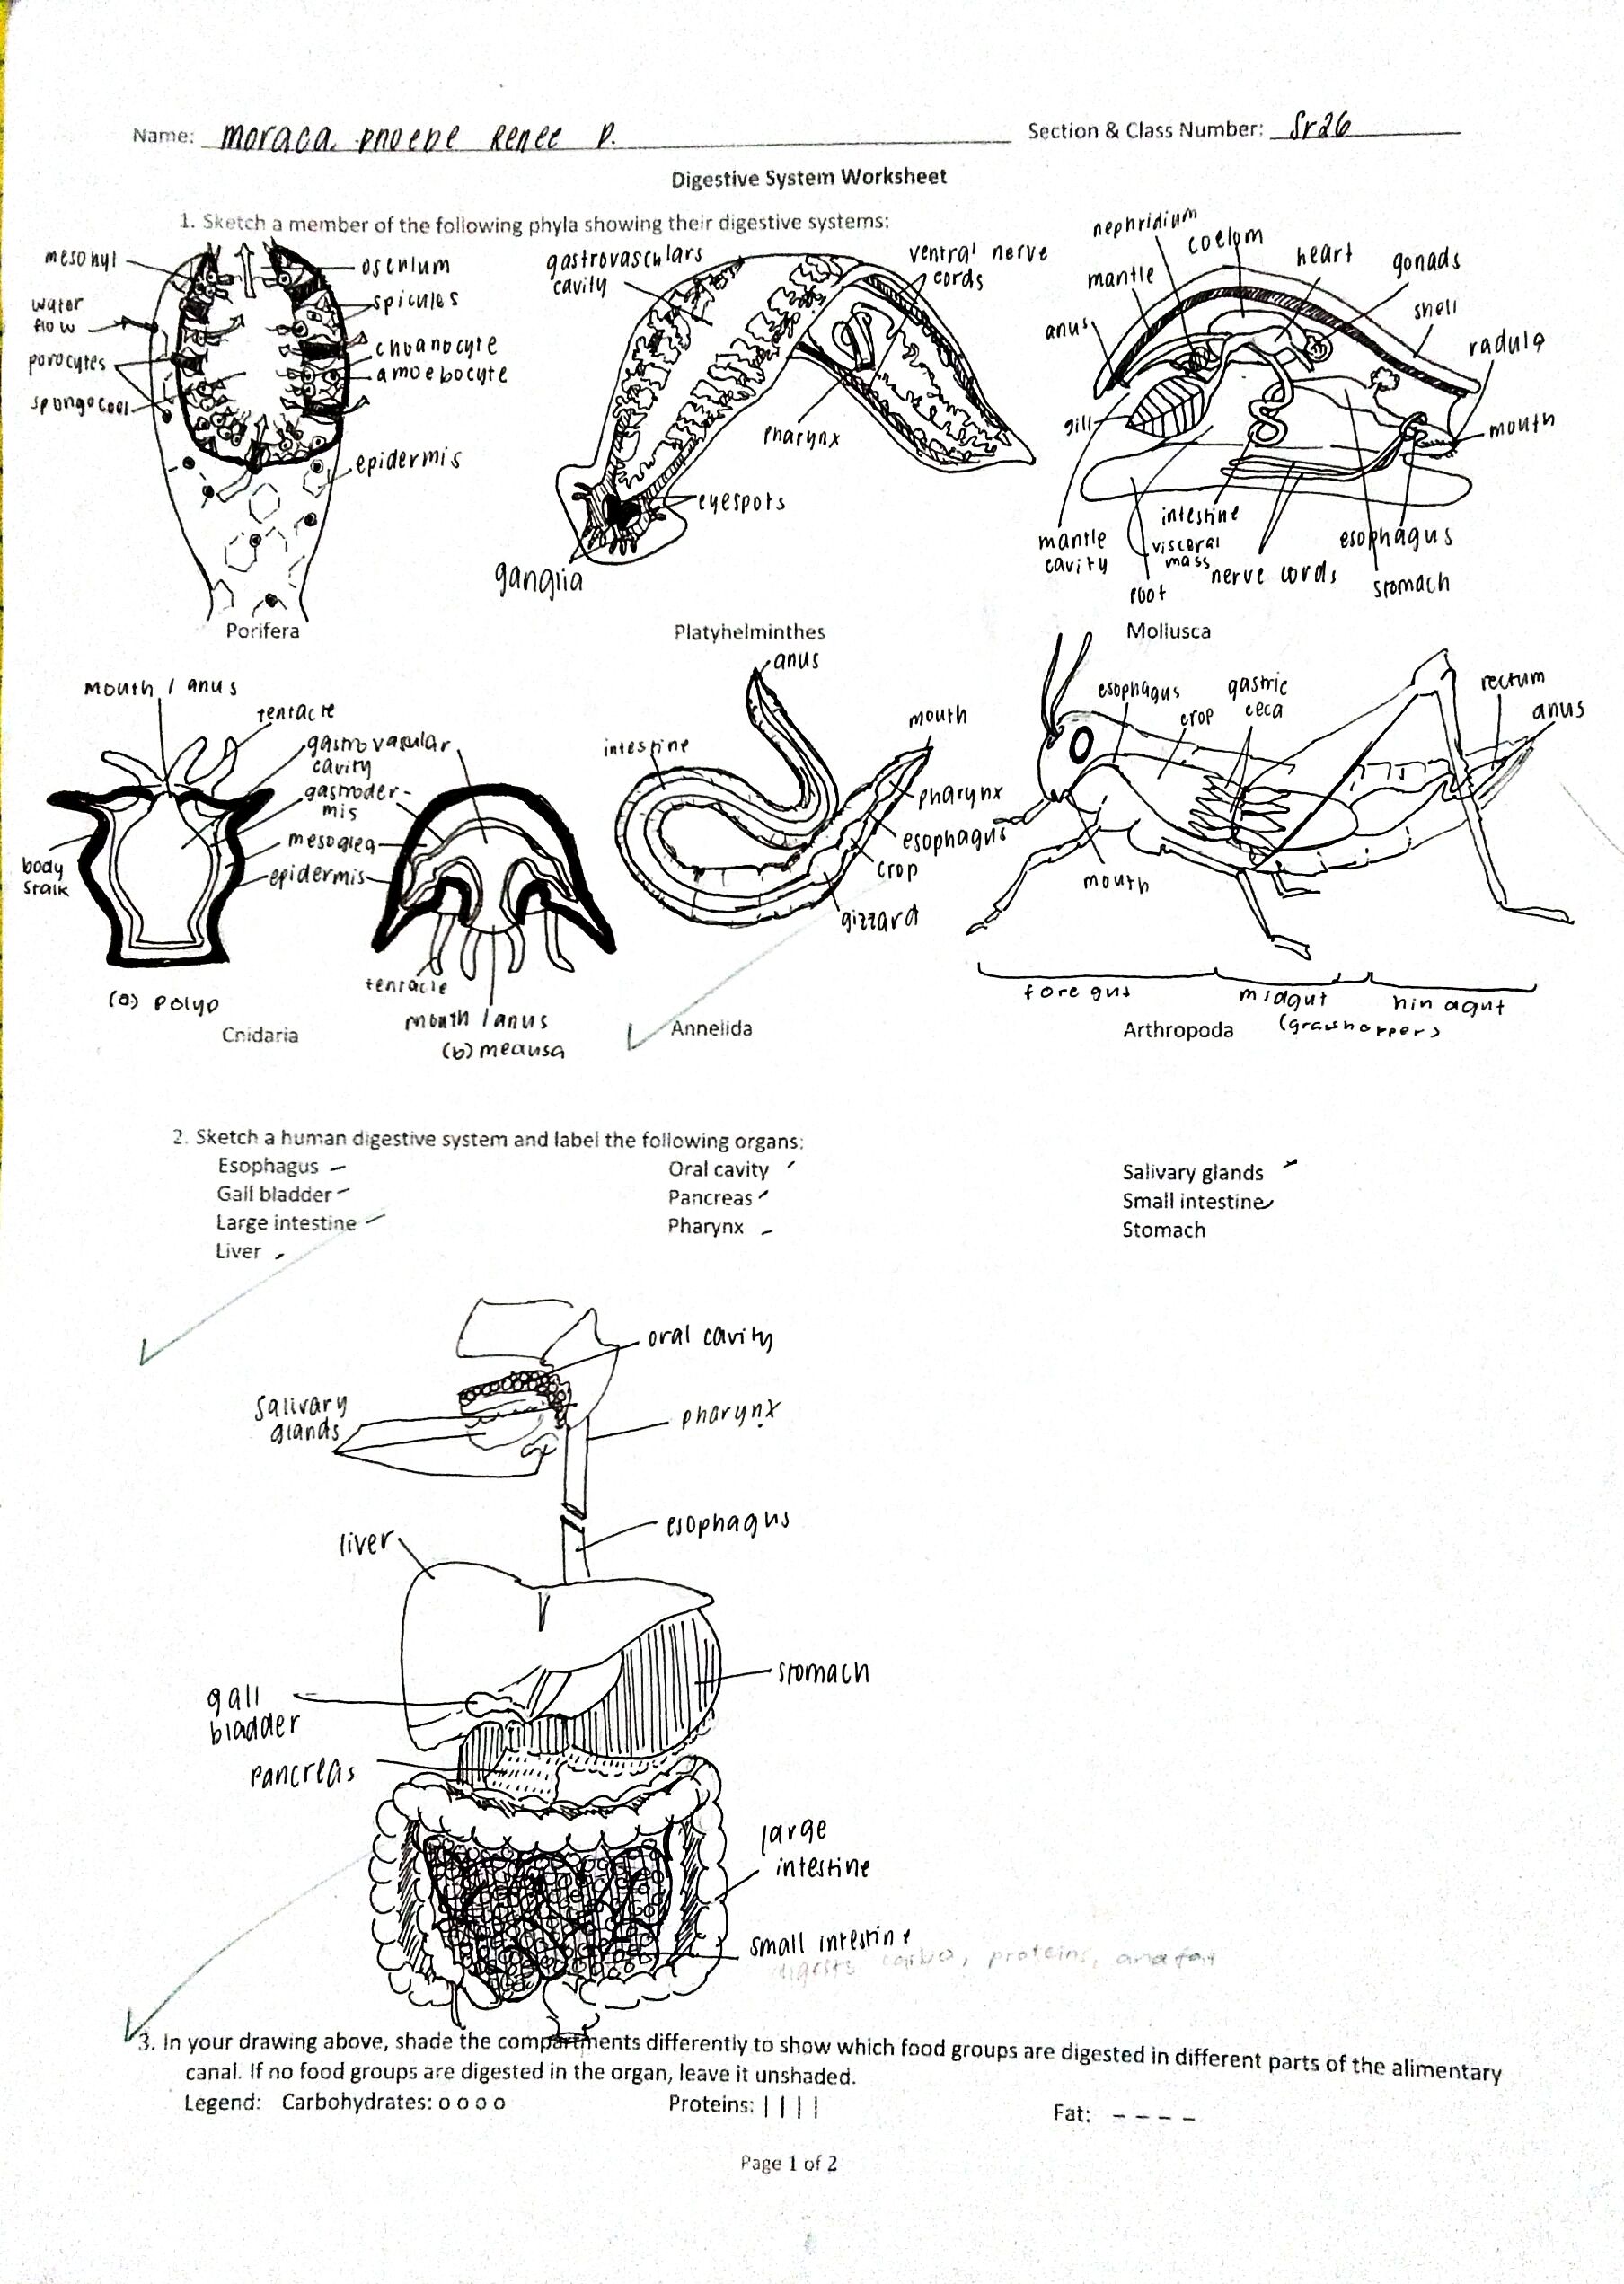 Name: Moraca, Phoebe Renee P. Section & Class Number: Sr26
Digestive System Worksheet
1. Sketch a member of the following phyla showing their digestive systems:
mesohyl
osculum
spicules
water
flow
choanocyte
amoebocyte
porocytes
spongocoel
epidermis
Porifera
gastrovasculars
cavity
ventral nerve
cords
pharynx
eyespots
ganglia
Platyhelminthes
nephridium
coelom
heart
gonads
mantle
shell
anus
radula
gill
mouth
mantle
cavity
intestine
visceral
mass
foot
nerve cords
esophagus
stomach
Mollusca
mouth / anus
tentacle
gastrovasular
cavity
gastroder-
mis
mesoglea
epidermis
body
stalk
tentacle
mouth / anus
(a) polyp
(b) medusa
Cnidaria
anus
mouth
intestine
pharynx
esophagus
crop
gizzard
Annelida
esophagus
crop
gastric
ceca
rectum
anus
mouth
foregut
midgut
hindgut
(grasshoppers)
Arthropoda
2. Sketch a human digestive system and label the following organs:
Esophagus Oral cavity Salivary glands
Gall bladder Pancreas Small intestine
Large intestine Pharynx Stomach
Liver
oral cavity
salivary
glands
pharynx
esophagus
liver
stomach
gall
bladder
pancreas
large
intestine
small intestine
digests carbo, proteins, and fat
3. In your drawing above, shade the compartments differently to show which food groups are digested in different parts of the alimentary
canal. If no food groups are digested in the organ, leave it unshaded.
Legend: Carbohydrates: o o o o Proteins: | | | | Fat: – – – –
Page 1 of 2